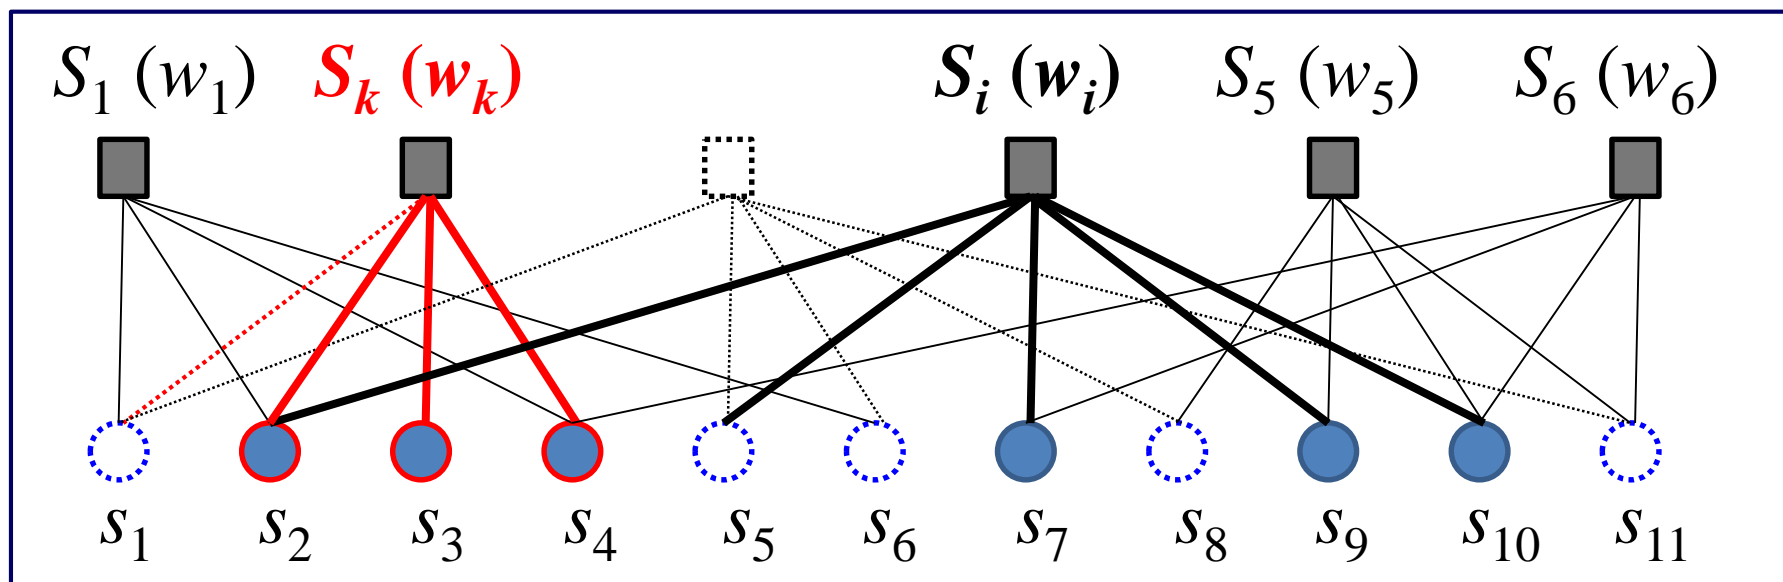 S1 (w1) Sk (wk) Si (wi) S5 (w5) S6 (w6)
s1 s2 s3 s4 s5 s6 s7 s8 s9 s10 s11